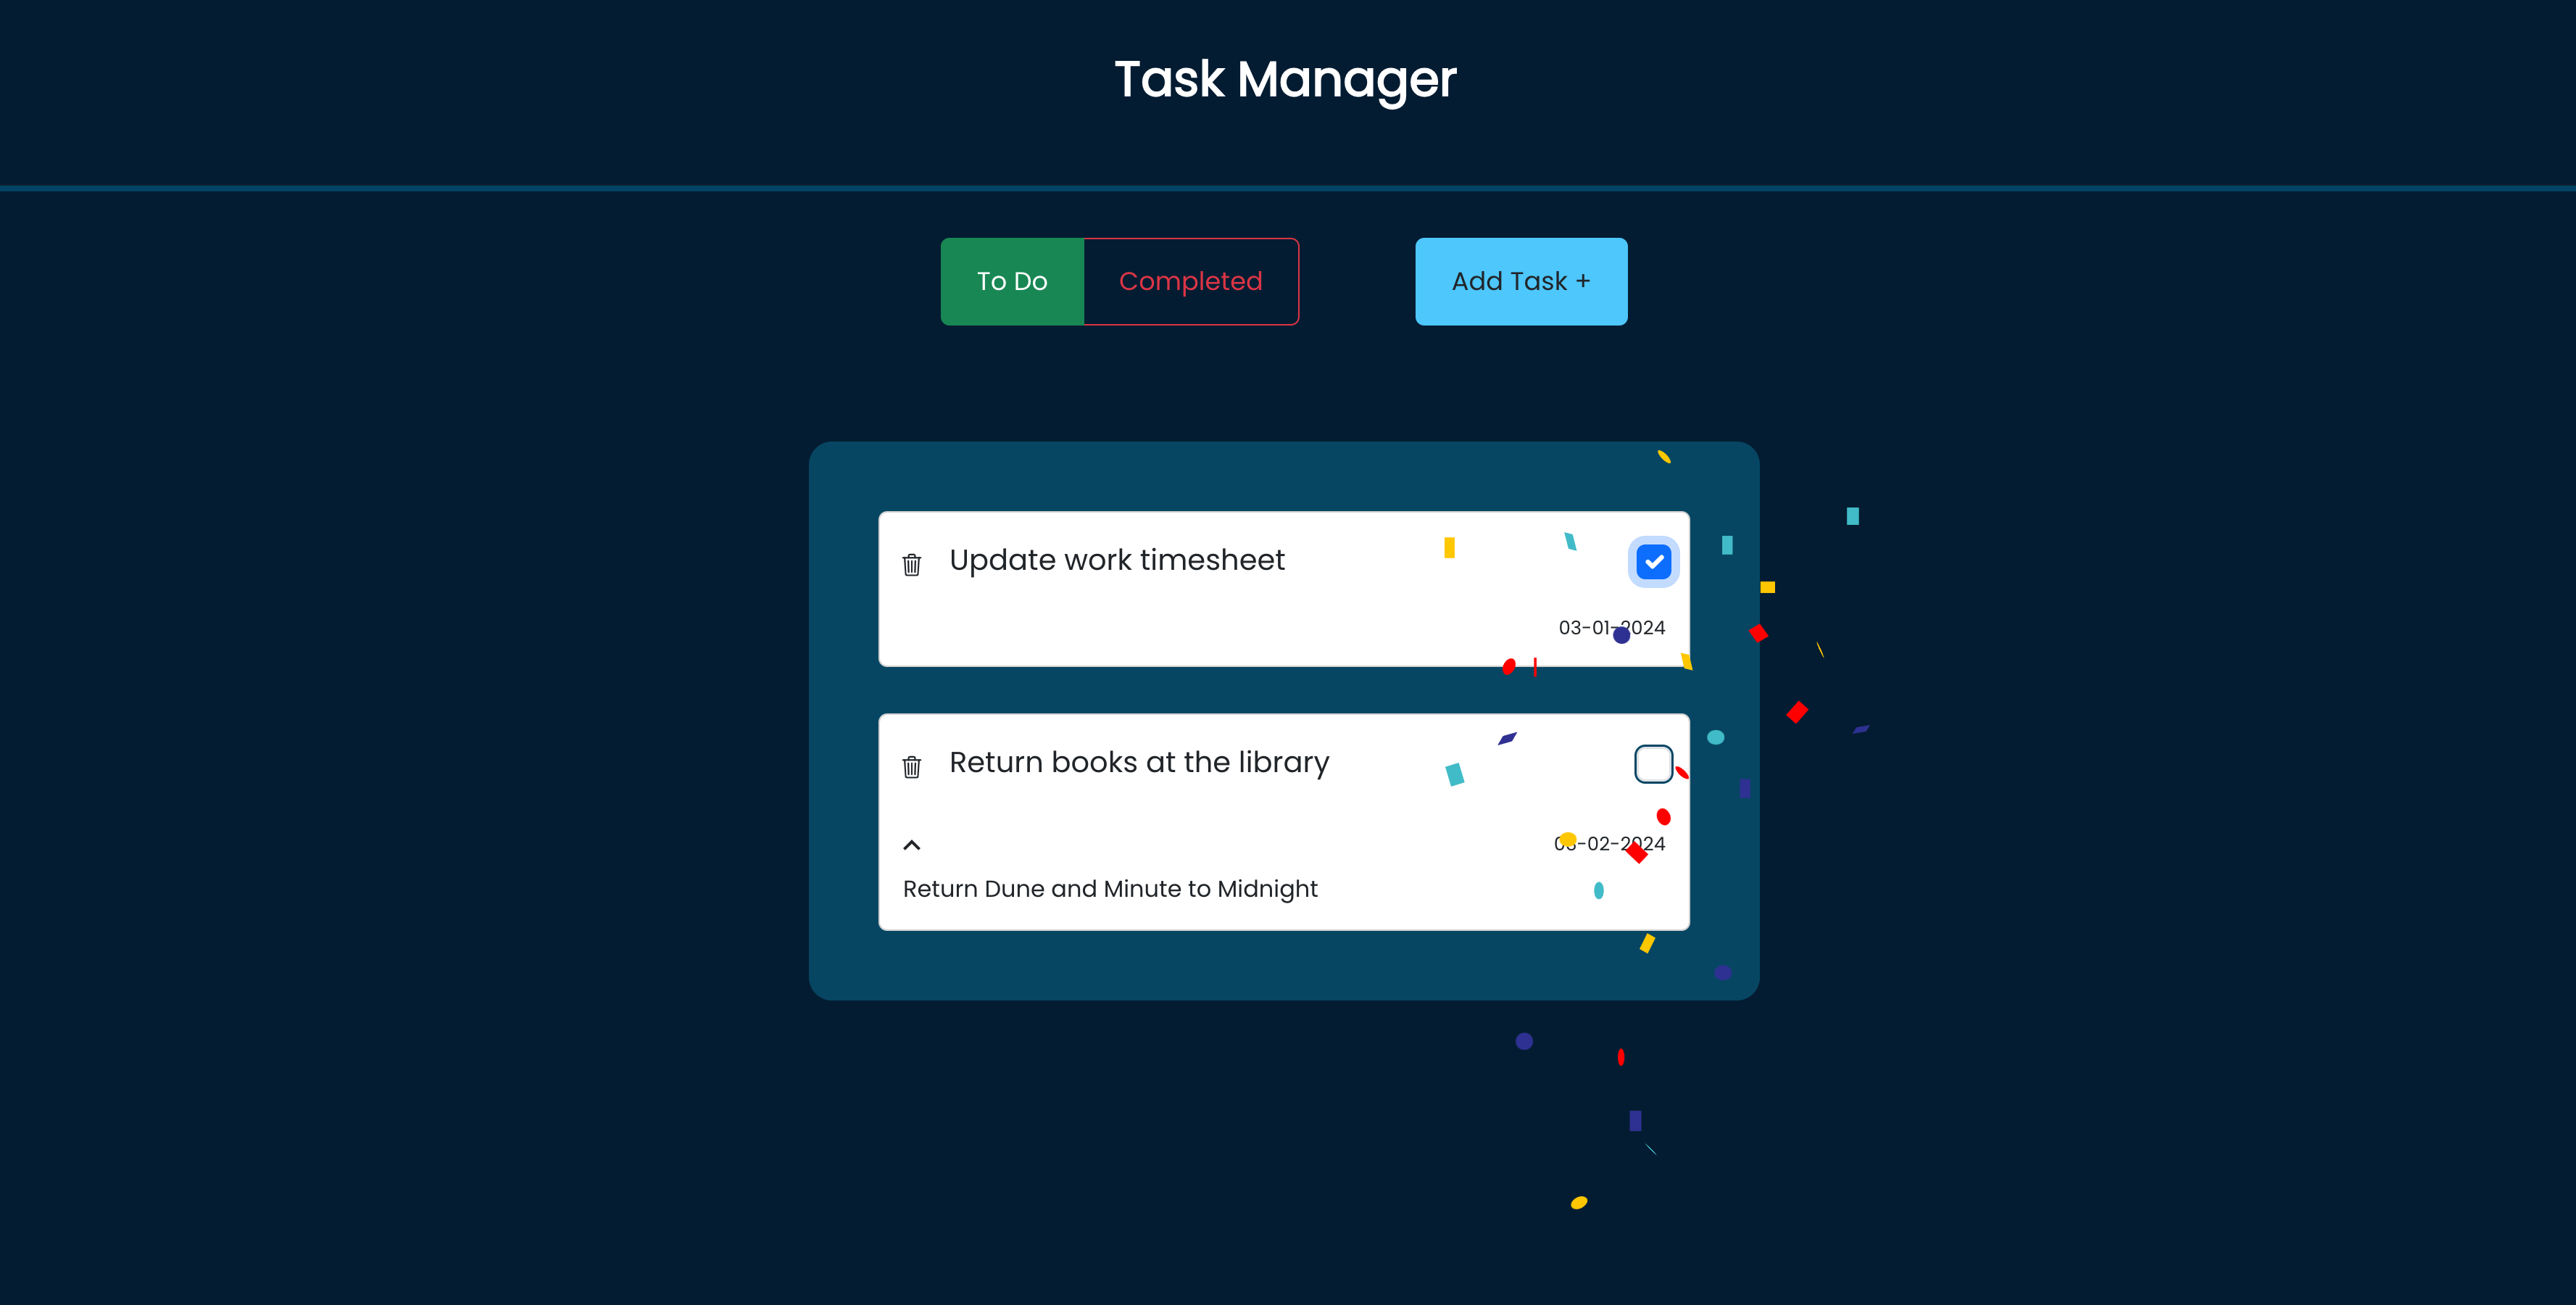 Task Manager
To Do
Completed
Add Task +
Update work timesheet
03-01-2024
Return books at the library
03-02-2024
Return Dune and Minute to Midnight